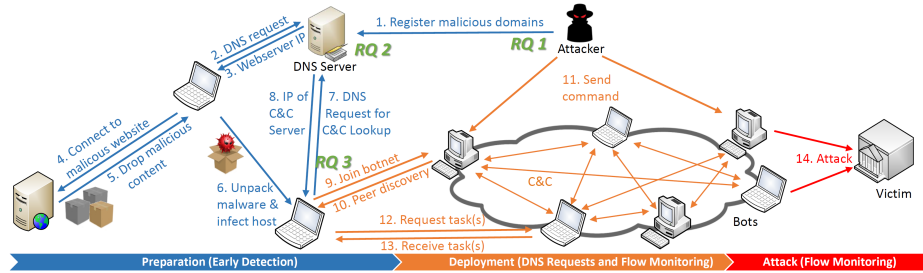 1. Register malicious domains
RQ 1
Attacker
2. DNS request
3. Webserver IP
RQ 2
DNS Server
11. Send
command
8. IP of
C&C
Server
7. DNS
Request for
C&C Lookup
4. Connect to
malicous website
5. Drop malicious
content
RQ 3
9. Join botnet
10. Peer discovery
6. Unpack
malware &
infect host
C&C
14. Attack
Victim
Bots
12. Request task(s)
13. Receive task(s)
Preparation (Early Detection)
Deployment (DNS Requests and Flow Monitoring)
Attack (Flow Monitoring)